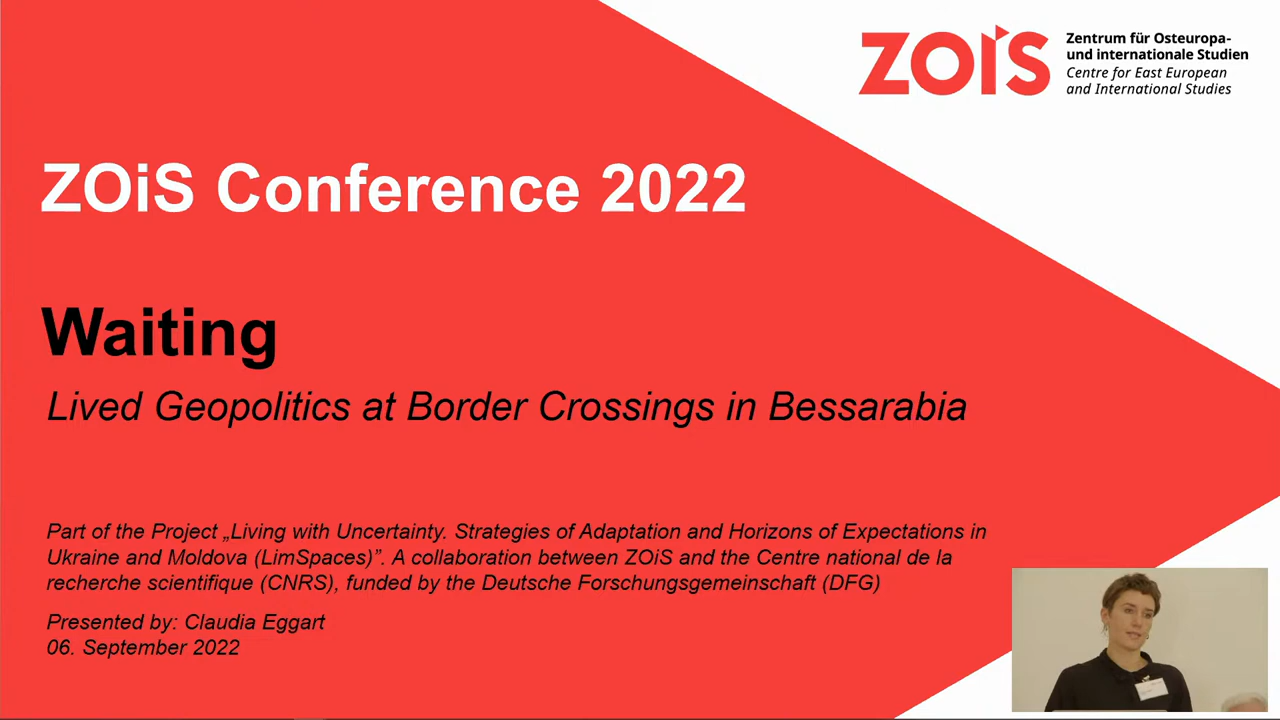 ZOiS
Zentrum für Osteuropa-
und internationale Studien
Centre for East European
and International Studies
ZOiS Conference 2022
Waiting
Lived Geopolitics at Border Crossings in Bessarabia
Part of the Project „Living with Uncertainty. Strategies of Adaptation and Horizons of Expectations in
Ukraine and Moldova (LimSpaces)”. A collaboration between ZOiS and the Centre national de la
recherche scientifique (CNRS), funded by the Deutsche Forschungsgemeinschaft (DFG)
Presented by: Claudia Eggart
06. September 2022